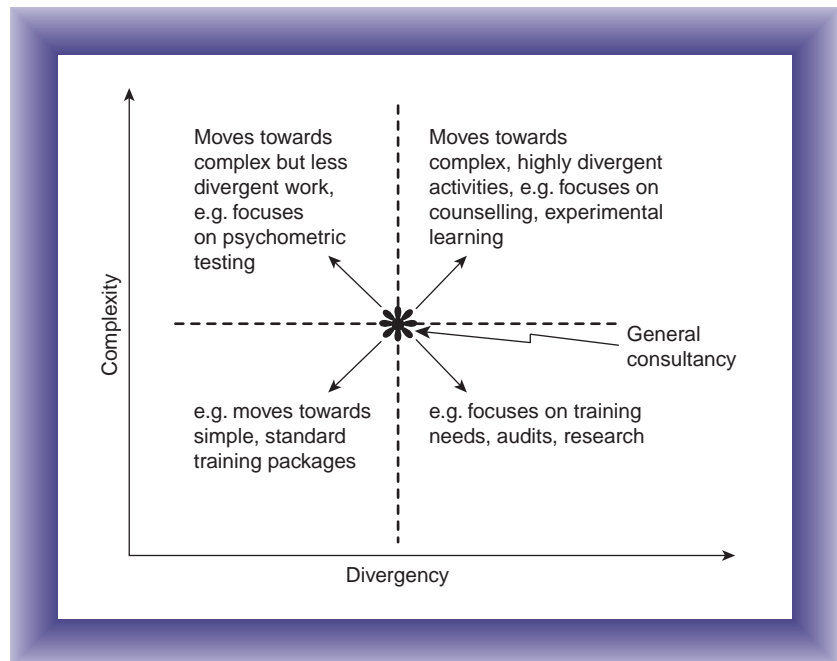 Moves towards
complex but less
divergent work,
e.g. focuses
on psychometric
testing
Moves towards
complex, highly divergent
activities, e.g. focuses on
counselling, experimental
learning
Complexity
General
consultancy
e.g. moves towards
simple, standard
training packages
e.g. focuses on training
needs, audits, research
Divergency